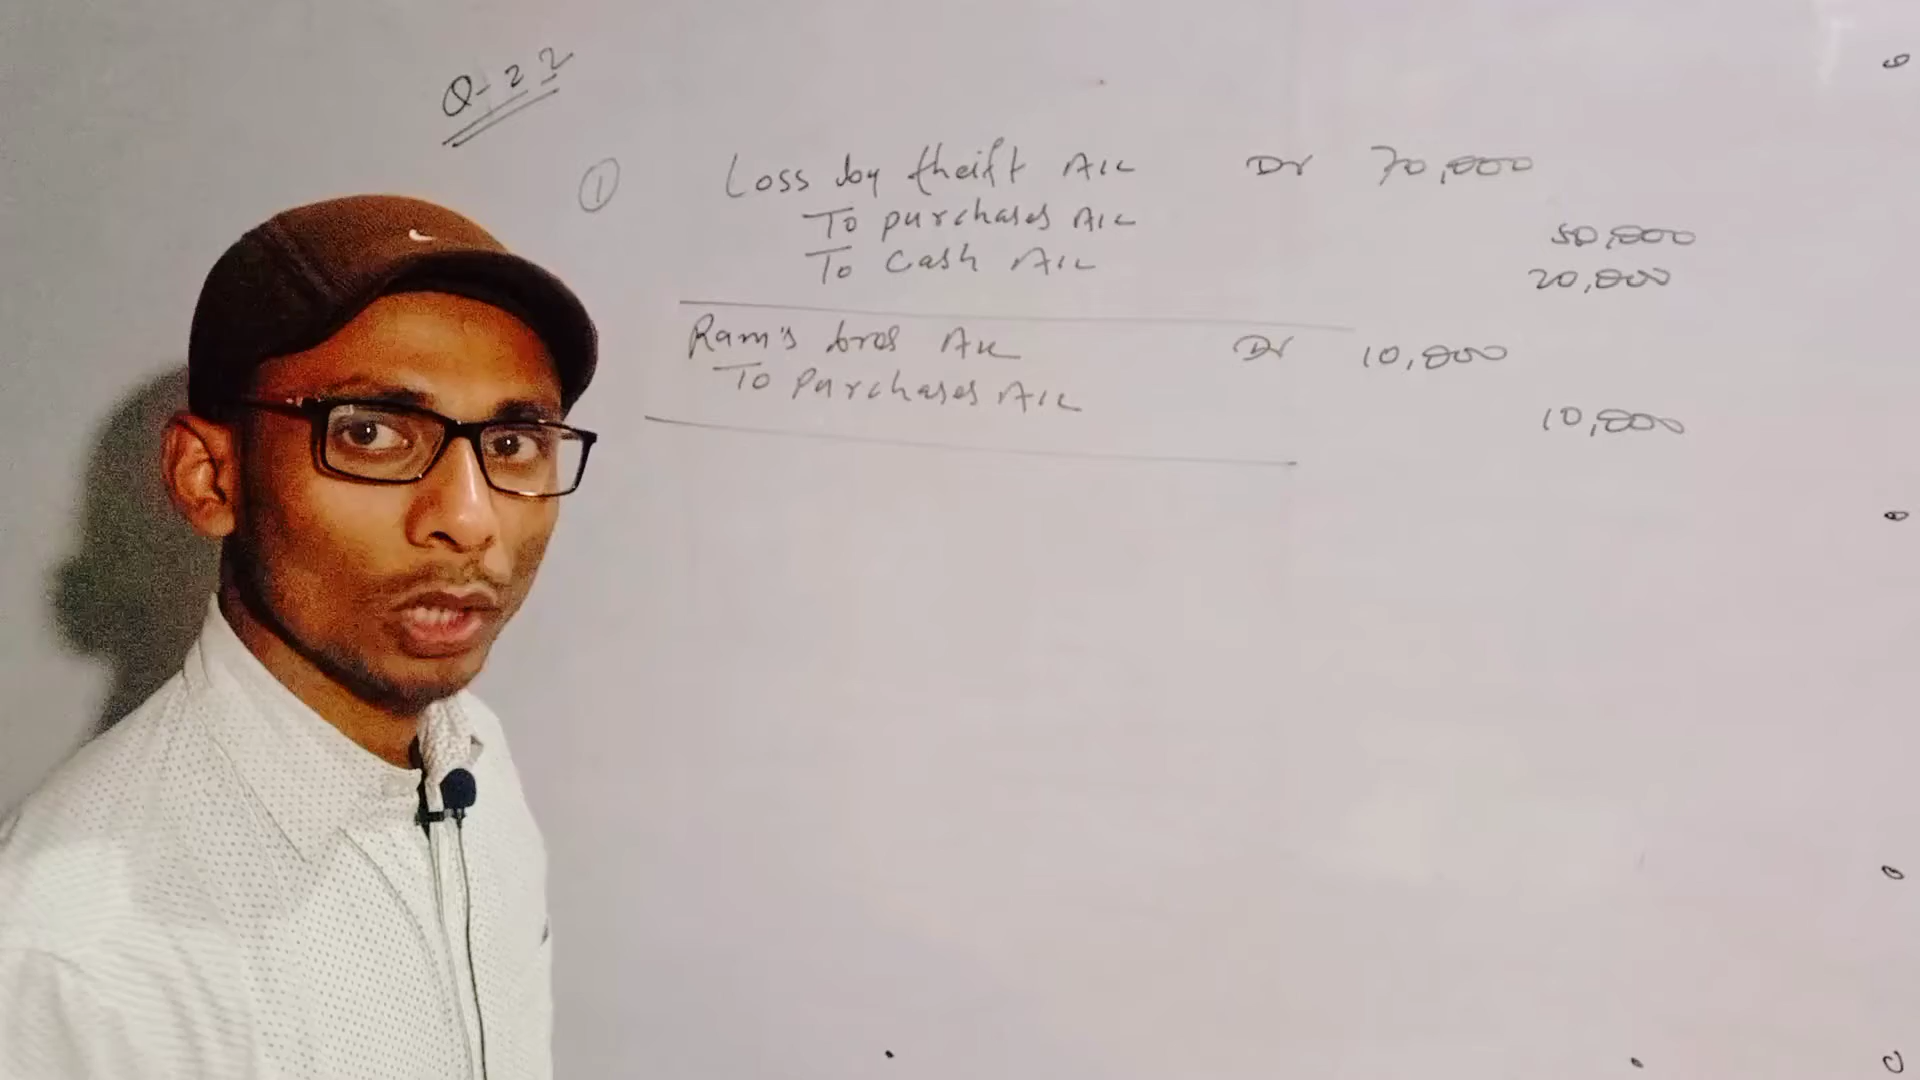 Q-22
① Loss by theift A/c Dr 70,000
To purchases A/c 50,000
To Cash A/c 20,000
Ram's bros A/c Dr 10,000
To Purchases A/c 10,000